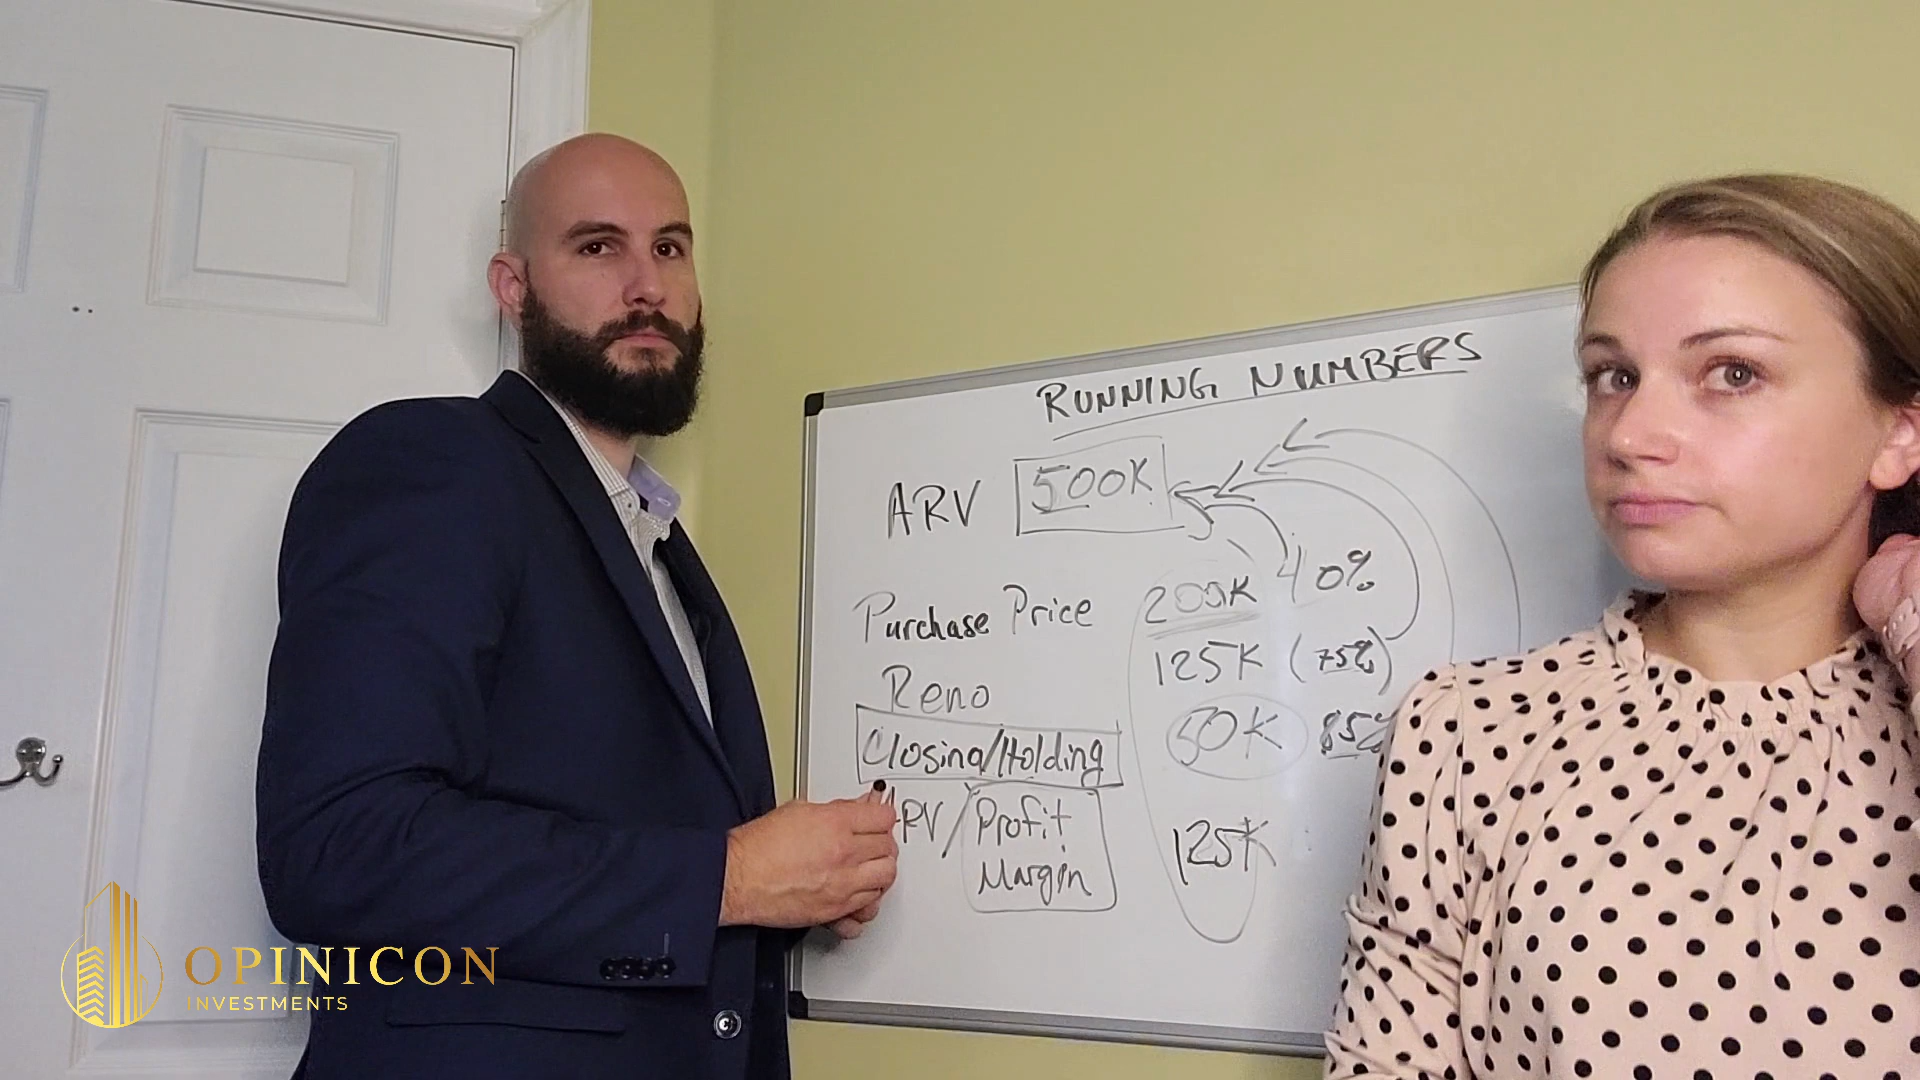 RUNNING NUMBERS
ARV 500K
Purchase Price 200K 40%
Reno 125K (75%)
Closing/Holding 50K 85%
ARV/Profit Margin 125K
OPINICON
INVESTMENTS